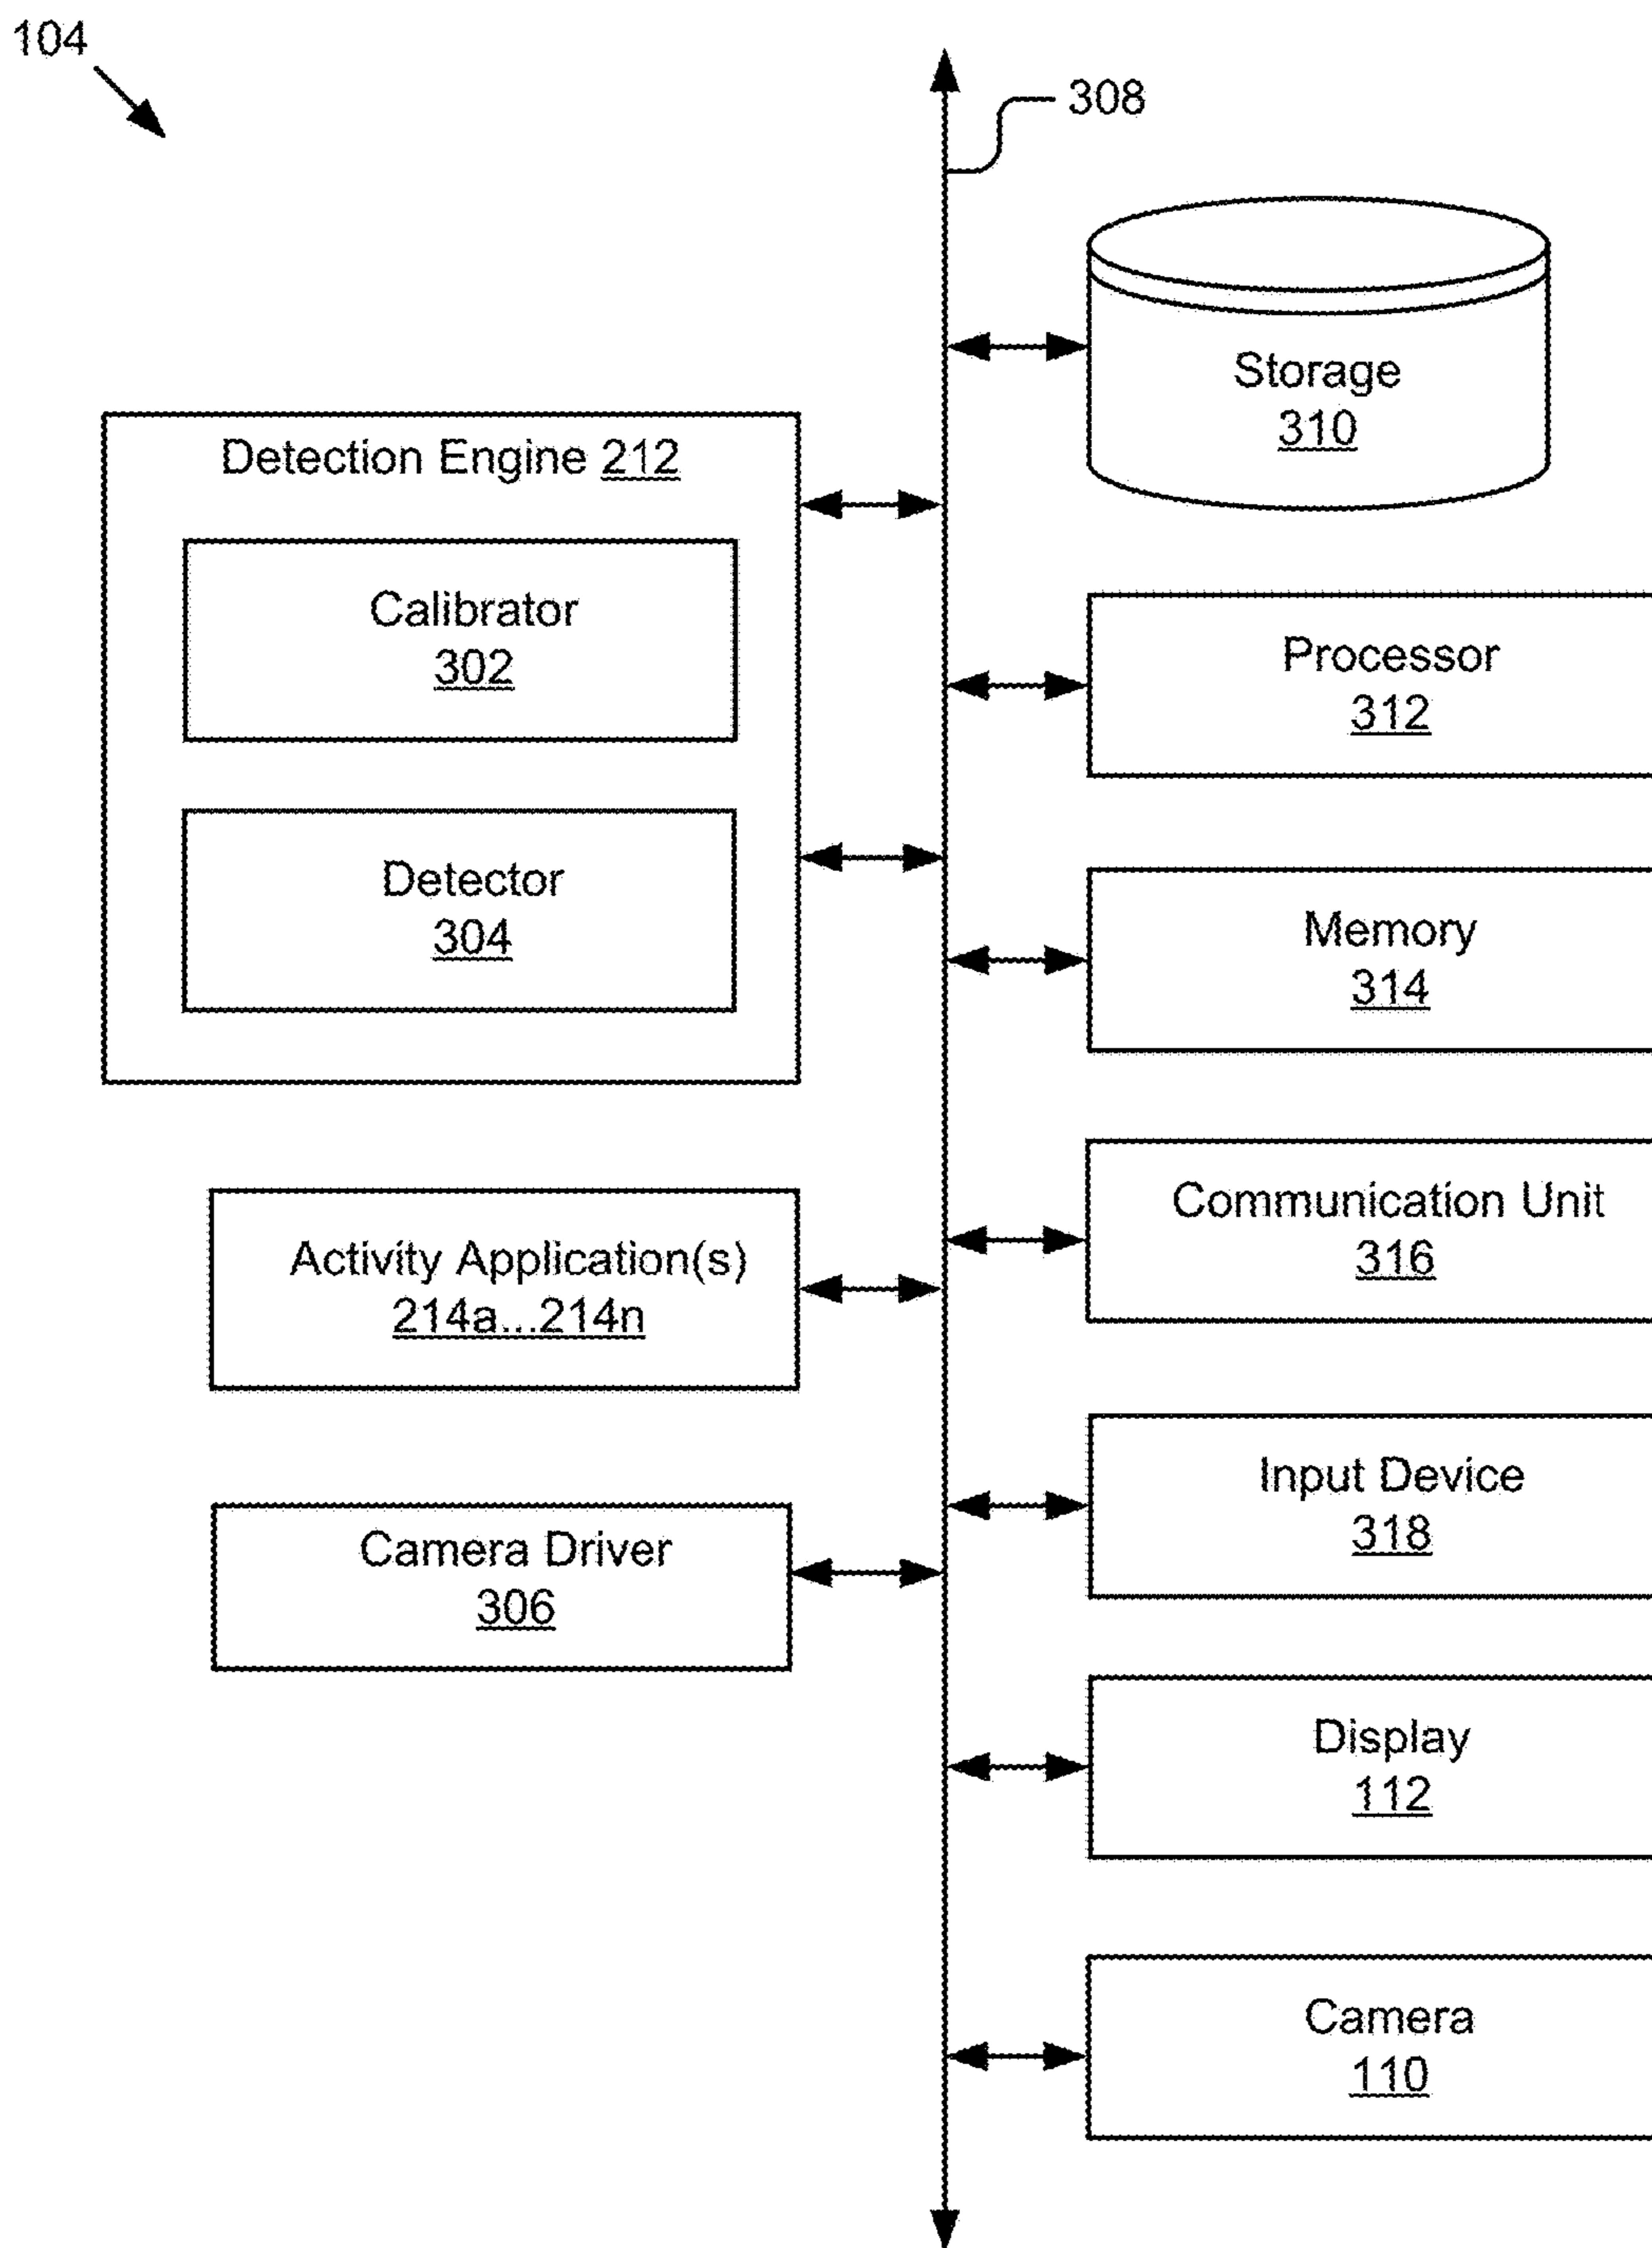 104
308
Storage
310
Detection Engine 212
Calibrator
302
Processor
312
Detector
304
Memory
314
Communication Unit
316
Activity Application(s)
214a...214n
Input Device
318
Camera Driver
306
Display
112
Camera
110